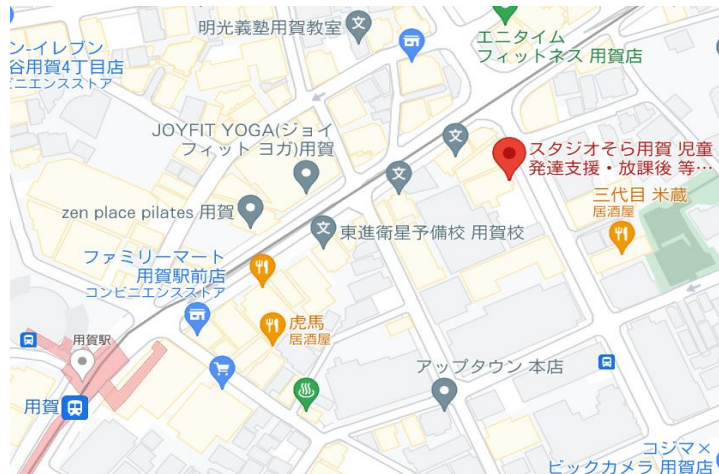 明光義塾用賀教室
エニタイム
フィットネス 用賀店
ン-イレブン
谷用賀4丁目店
ビニエンスストア
JOYFIT YOGA(ジョイ
フィット ヨガ)用賀
スタジオそら用賀 児童
発達支援・放課後 等…
zen place pilates 用賀
三代目 米蔵
居酒屋
東進衛星予備校 用賀校
ファミリーマート
用賀駅前店
コンビニエンスストア
虎馬
居酒屋
用賀駅
アップタウン 本店
用賀
コジマ×
ビックカメラ 用賀店